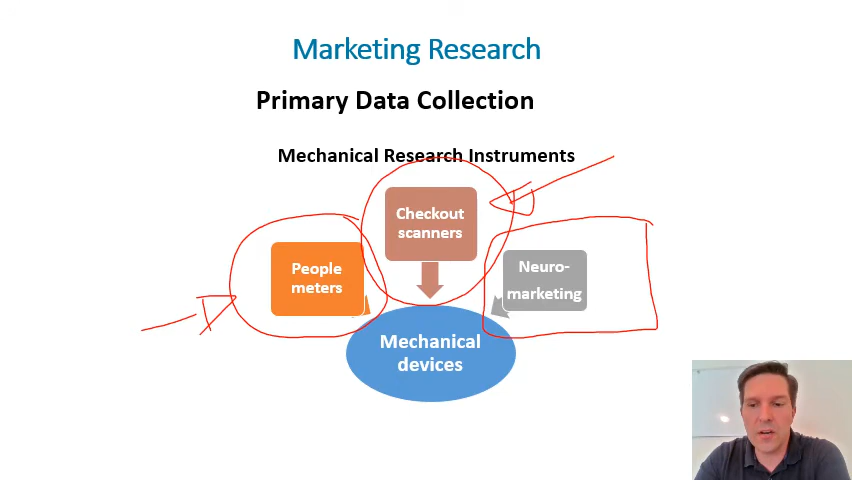 Marketing Research
Primary Data Collection
Mechanical Research Instruments
Checkout
scanners
People
meters
Neuro-
marketing
Mechanical
devices